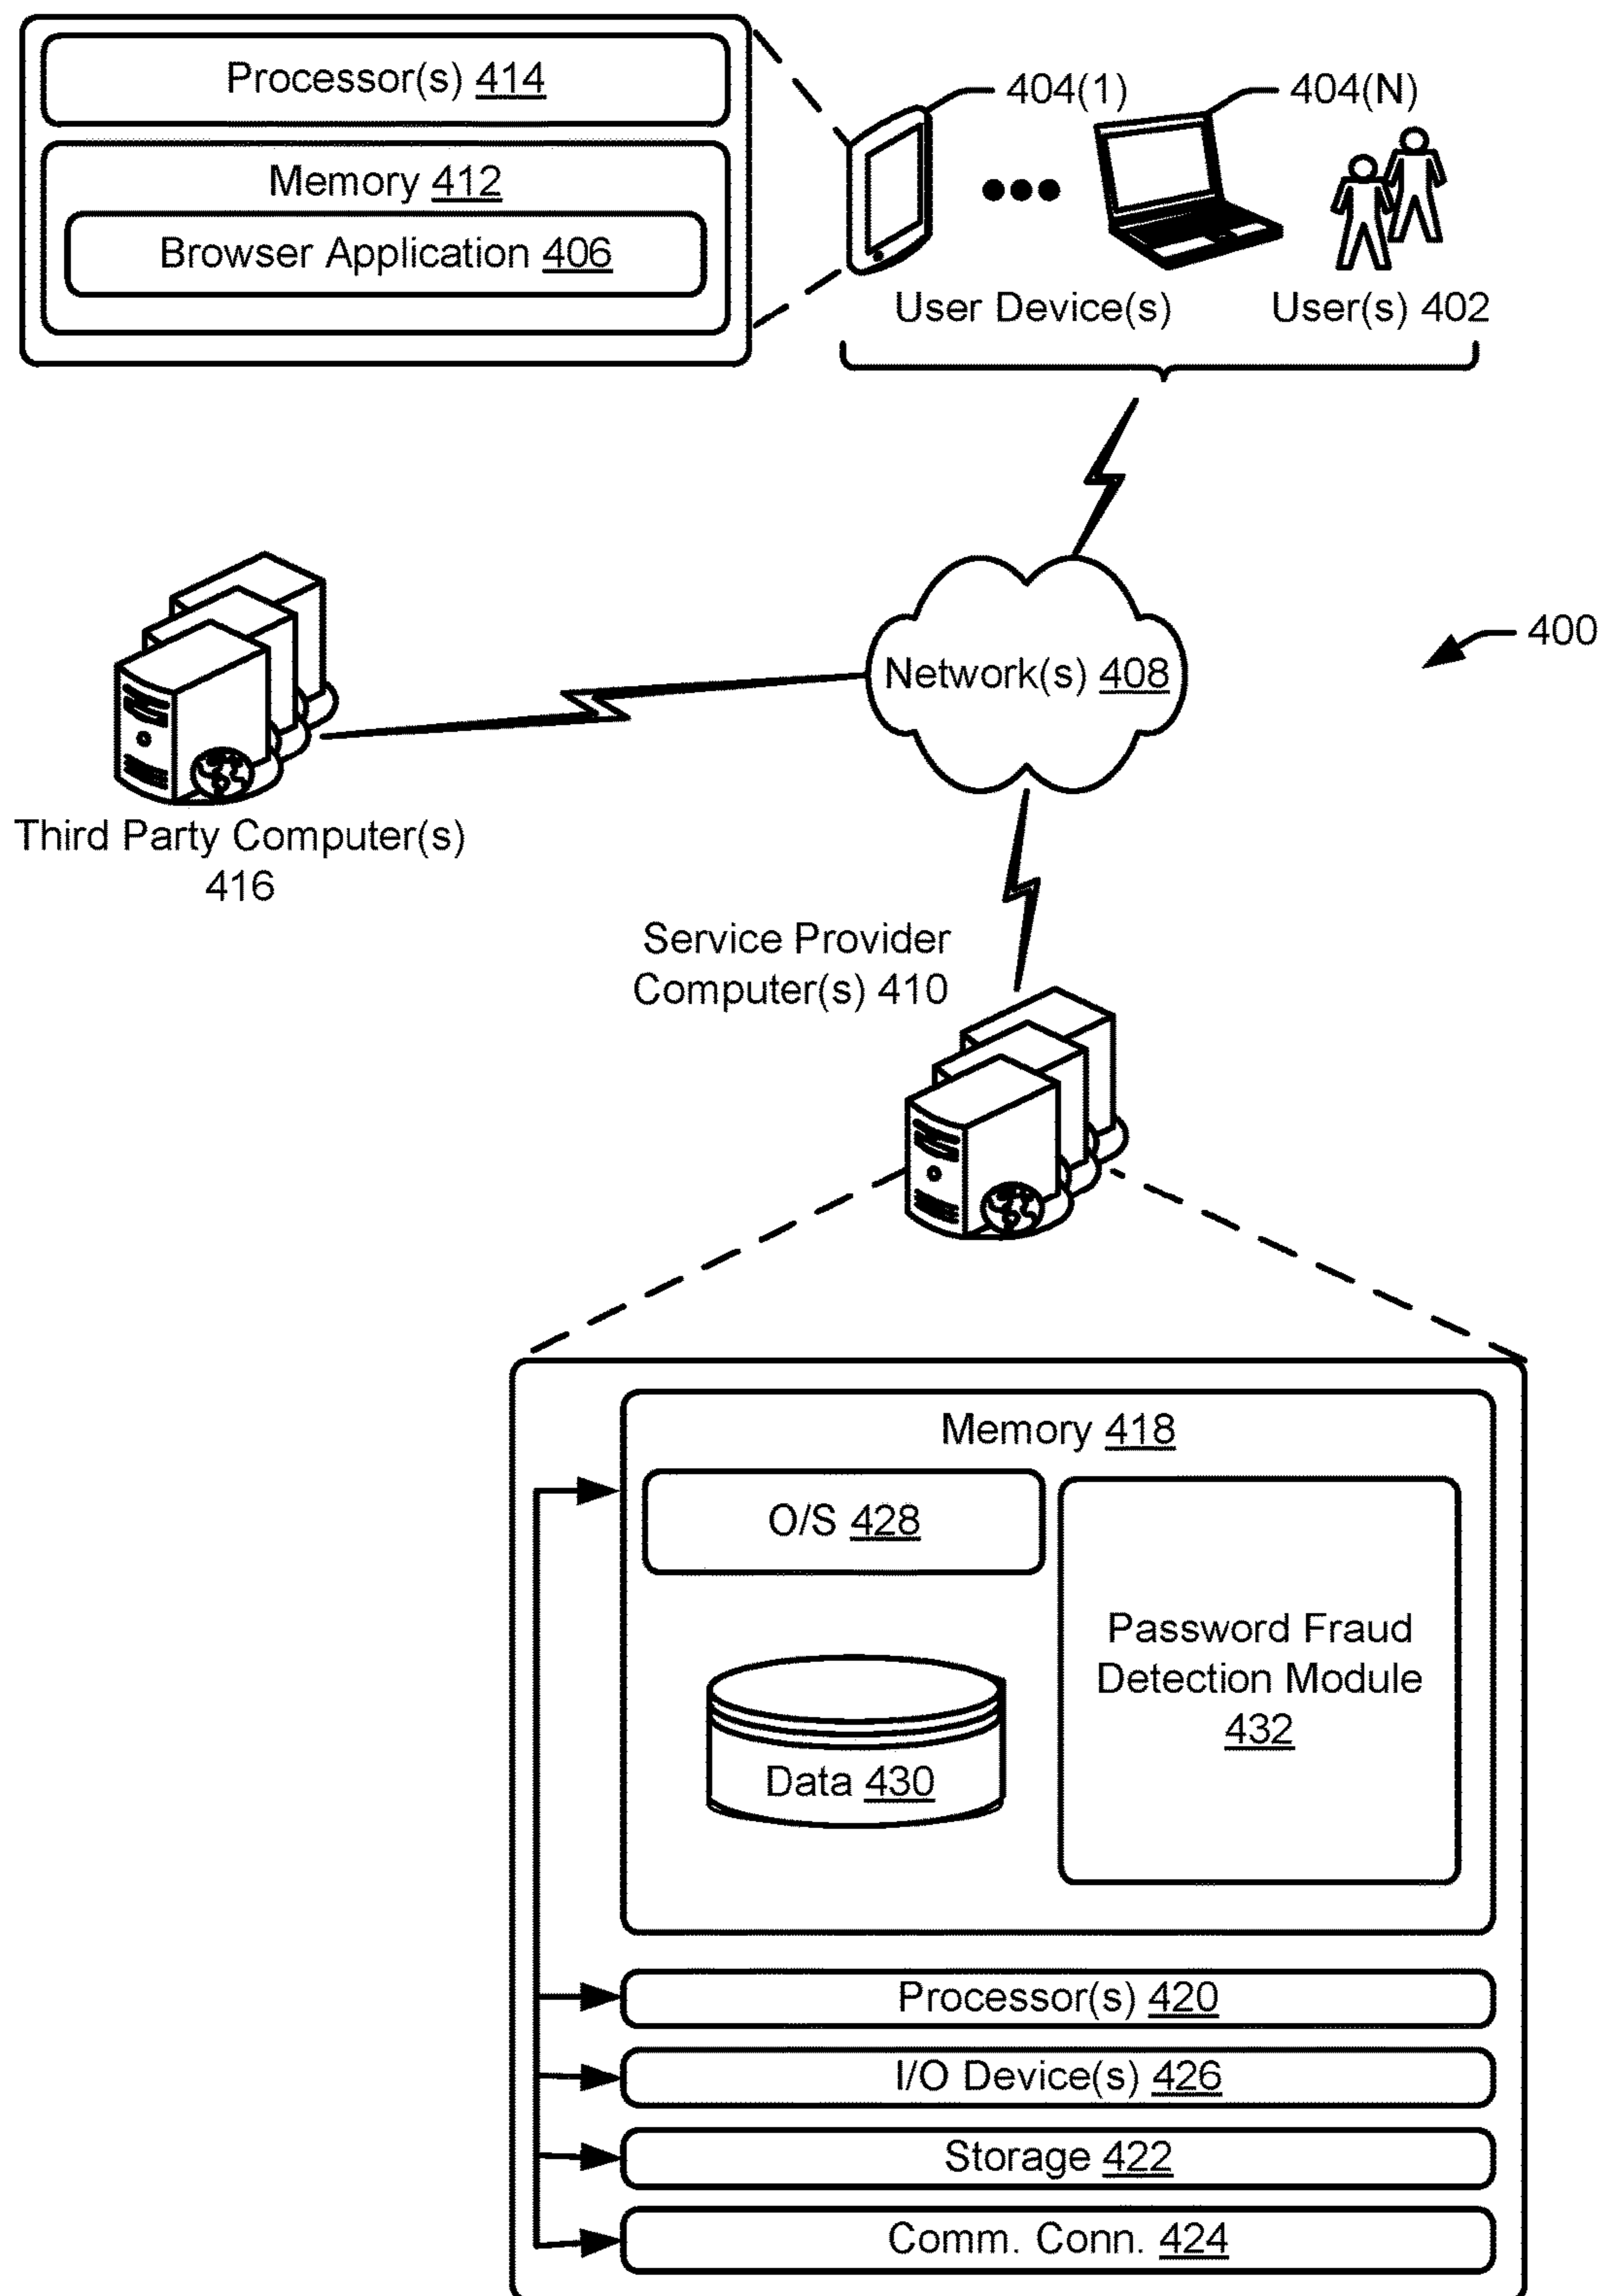 Processor(s) 414
Memory 412
Browser Application 406
404(1)
404(N)
User Device(s)
User(s) 402
Network(s) 408
400
Third Party Computer(s)
416
Service Provider
Computer(s) 410
Memory 418
O/S 428
Data 430
Password Fraud
Detection Module
432
Processor(s) 420
I/O Device(s) 426
Storage 422
Comm. Conn. 424